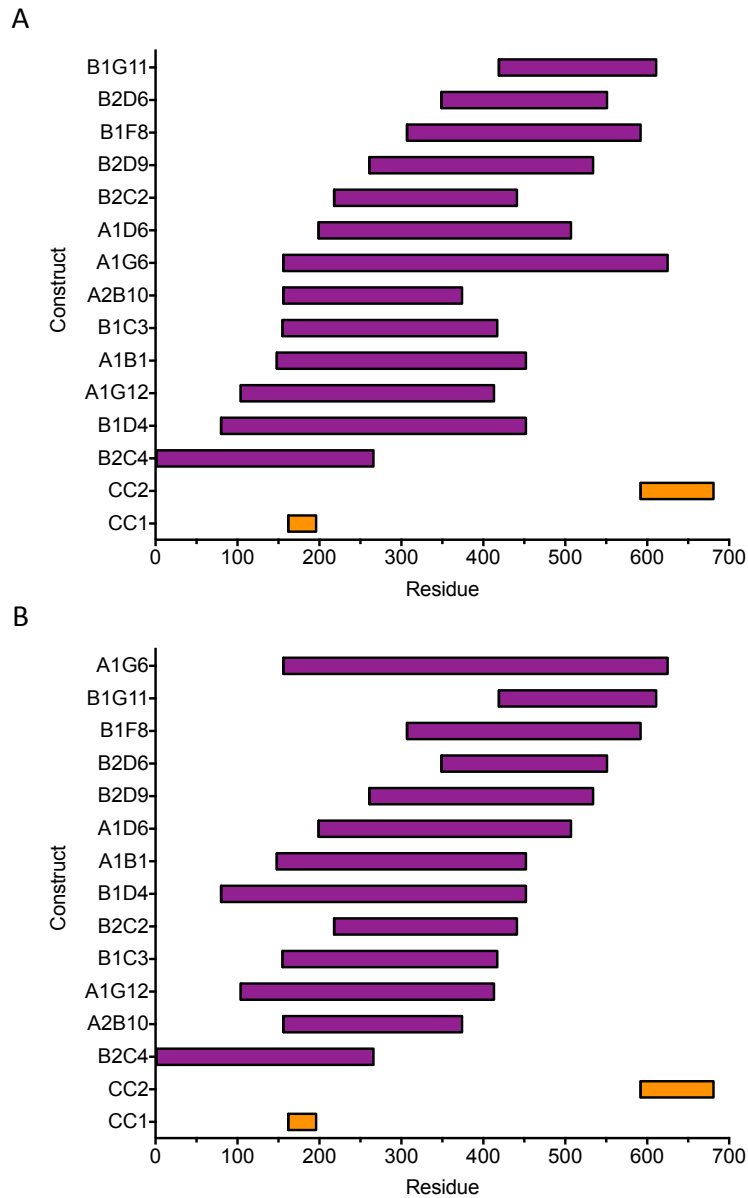 A
B1G11
B2D6
B1F8
B2D9
B2C2
A1D6
A1G6
A2B10
B1C3
A1B1
A1G12
B1D4
B2C4
CC2
CC1
Construct
0 100 200 300 400 500 600 700
Residue
B
A1G6
B1G11
B1F8
B2D6
B2D9
A1D6
A1B1
B1D4
B2C2
B1C3
A1G12
A2B10
B2C4
CC2
CC1
Construct
0 100 200 300 400 500 600 700
Residue